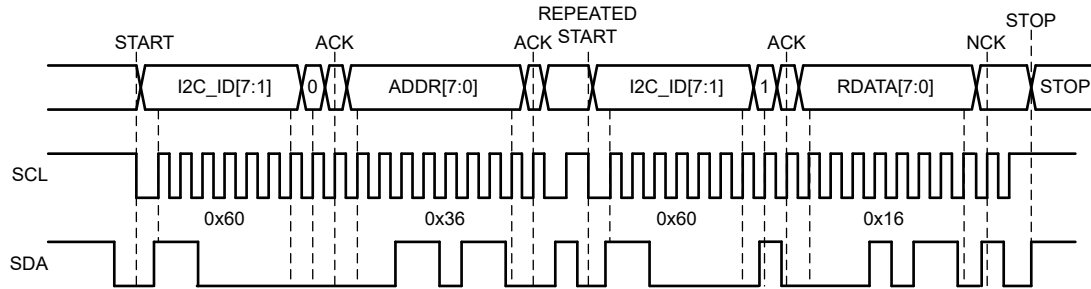 REPEATED
START
STOP
START
ACK
ACK
ACK
NCK
I2C_ID[7:1]
0
ADDR[7:0]
I2C_ID[7:1]
1
RDATA[7:0]
STOP
SCL
0x60
0x36
0x60
0x16
SDA